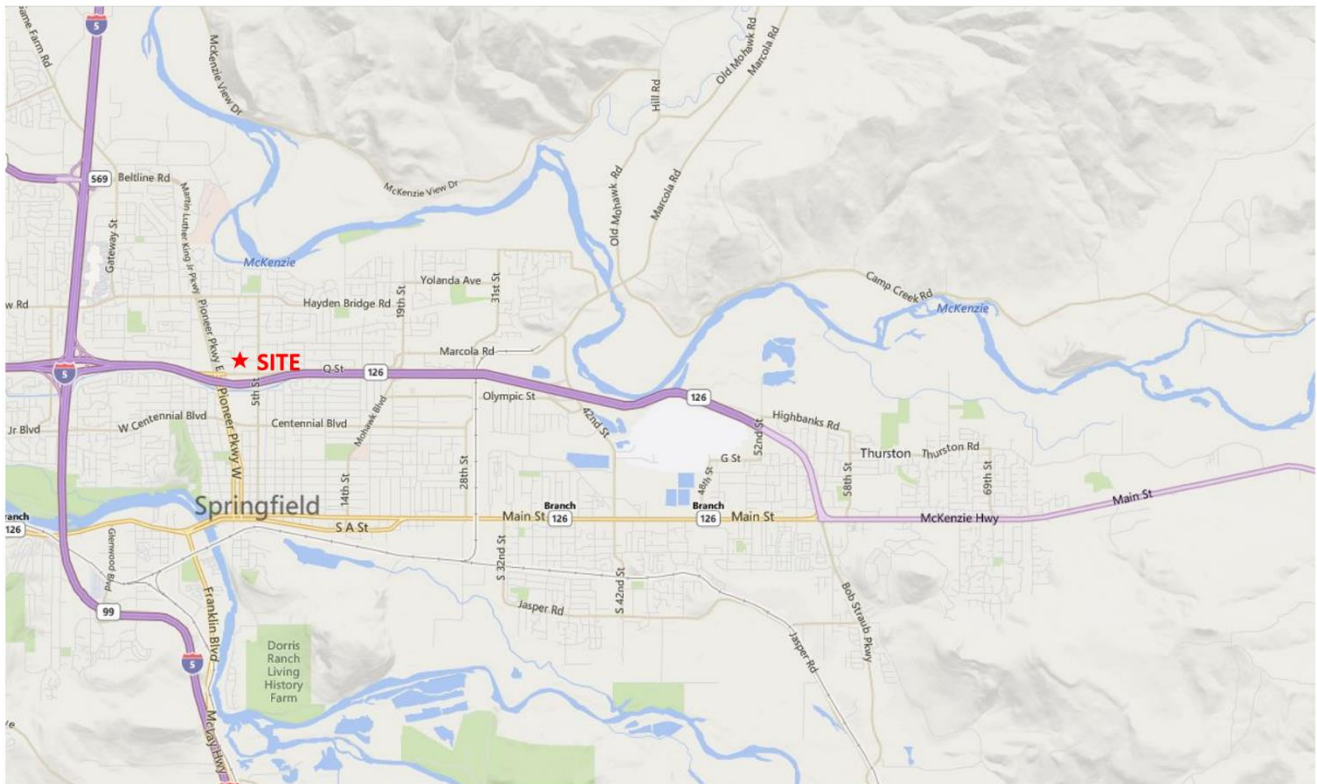 Game Farm Rd
5
McKenzie View Dr
Old Mohawk Rd
Marcola Rd
Hill Rd
569
Beltline Rd
Martin Luther King Jr Pkwy
McKenzie View Dr
Old Mohawk Rd
Marcola Rd
Gateway St
McKenzie
Yolanda Ave
31st St
Camp Creek Rd
McKenzie
w Rd
Pioneer Pkwy E
Hayden Bridge Rd
19th St
SITE
Marcola Rd
5
Q St
126
5th St
Olympic St
126
Jr Blvd
W Centennial Blvd
Pioneer Pkwy W
Centennial Blvd
Mohawk Blvd
42nd St
52nd St
Highbanks Rd
Thurston
Thurston Rd
14th St
28th St
G St
48th St
58th St
69th St
Springfield
ranch
126
S A St
Main St
Branch
126
Branch
126
Main St
McKenzie Hwy
Main St
Glenwood Blvd
S 32nd St
S 42nd St
99
Franklin Blvd
Jasper Rd
Bob Straub Pkwy
Jasper Rd
5
Dorris
Ranch
Living
History
Farm
McVay Hwy